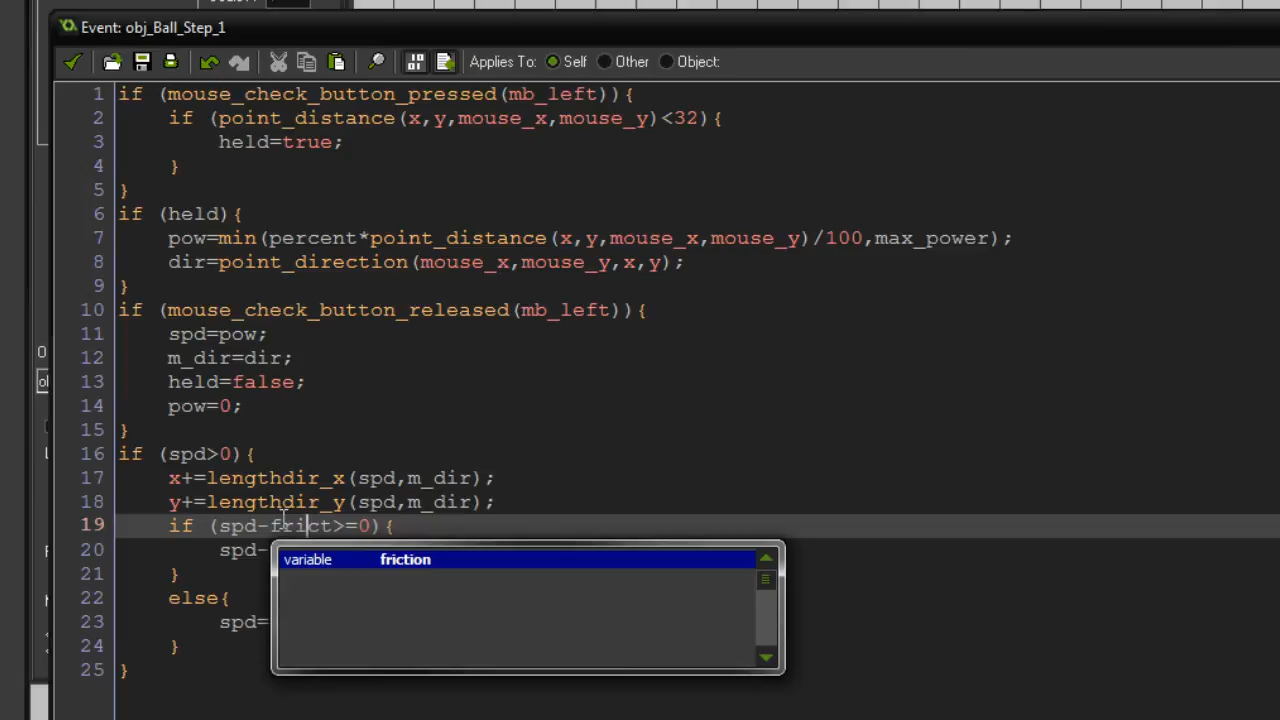 Event: obj_Ball_Step_1
Applies To: Self Other Object:
1 if (mouse_check_button_pressed(mb_left)){
2 if (point_distance(x,y,mouse_x,mouse_y)<32){
3 held=true;
4 }
5 }
6 if (held){
7 pow=min(percent*point_distance(x,y,mouse_x,mouse_y)/100,max_power);
8 dir=point_direction(mouse_x,mouse_y,x,y);
9 }
10 if (mouse_check_button_released(mb_left)){
11 spd=pow;
12 m_dir=dir;
13 held=false;
14 pow=0;
15 }
16 if (spd>0){
17 x+=lengthdir_x(spd,m_dir);
18 y+=lengthdir_y(spd,m_dir);
19 if (spd-frict>=0){
20 spd-
variable friction
21 }
22 else{
23 spd=
24 }
25 }